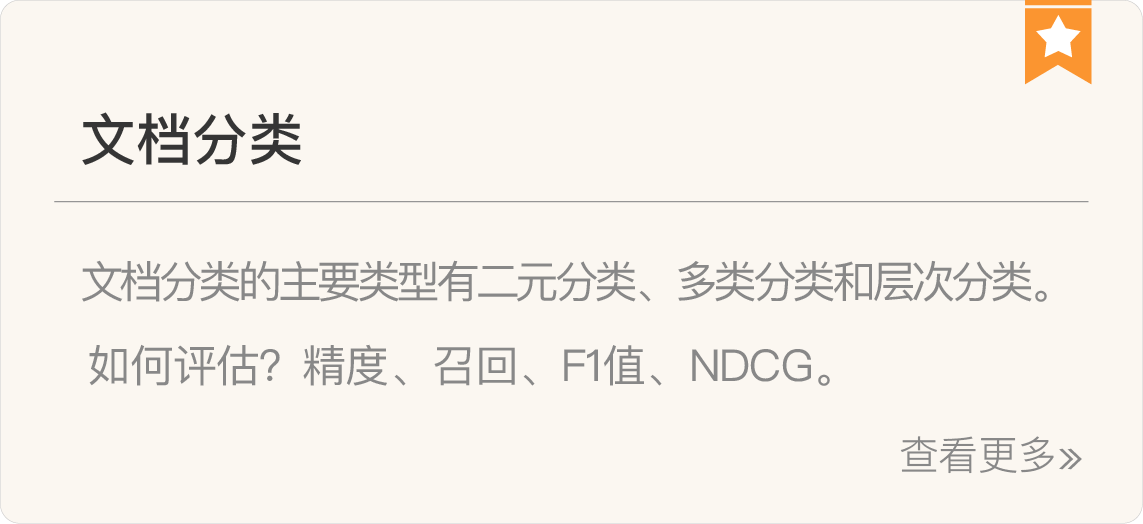 文档分类
文档分类的主要类型有二元分类、多类分类和层次分类。
如何评估？精度、召回、F1值、NDCG。
查看更多»